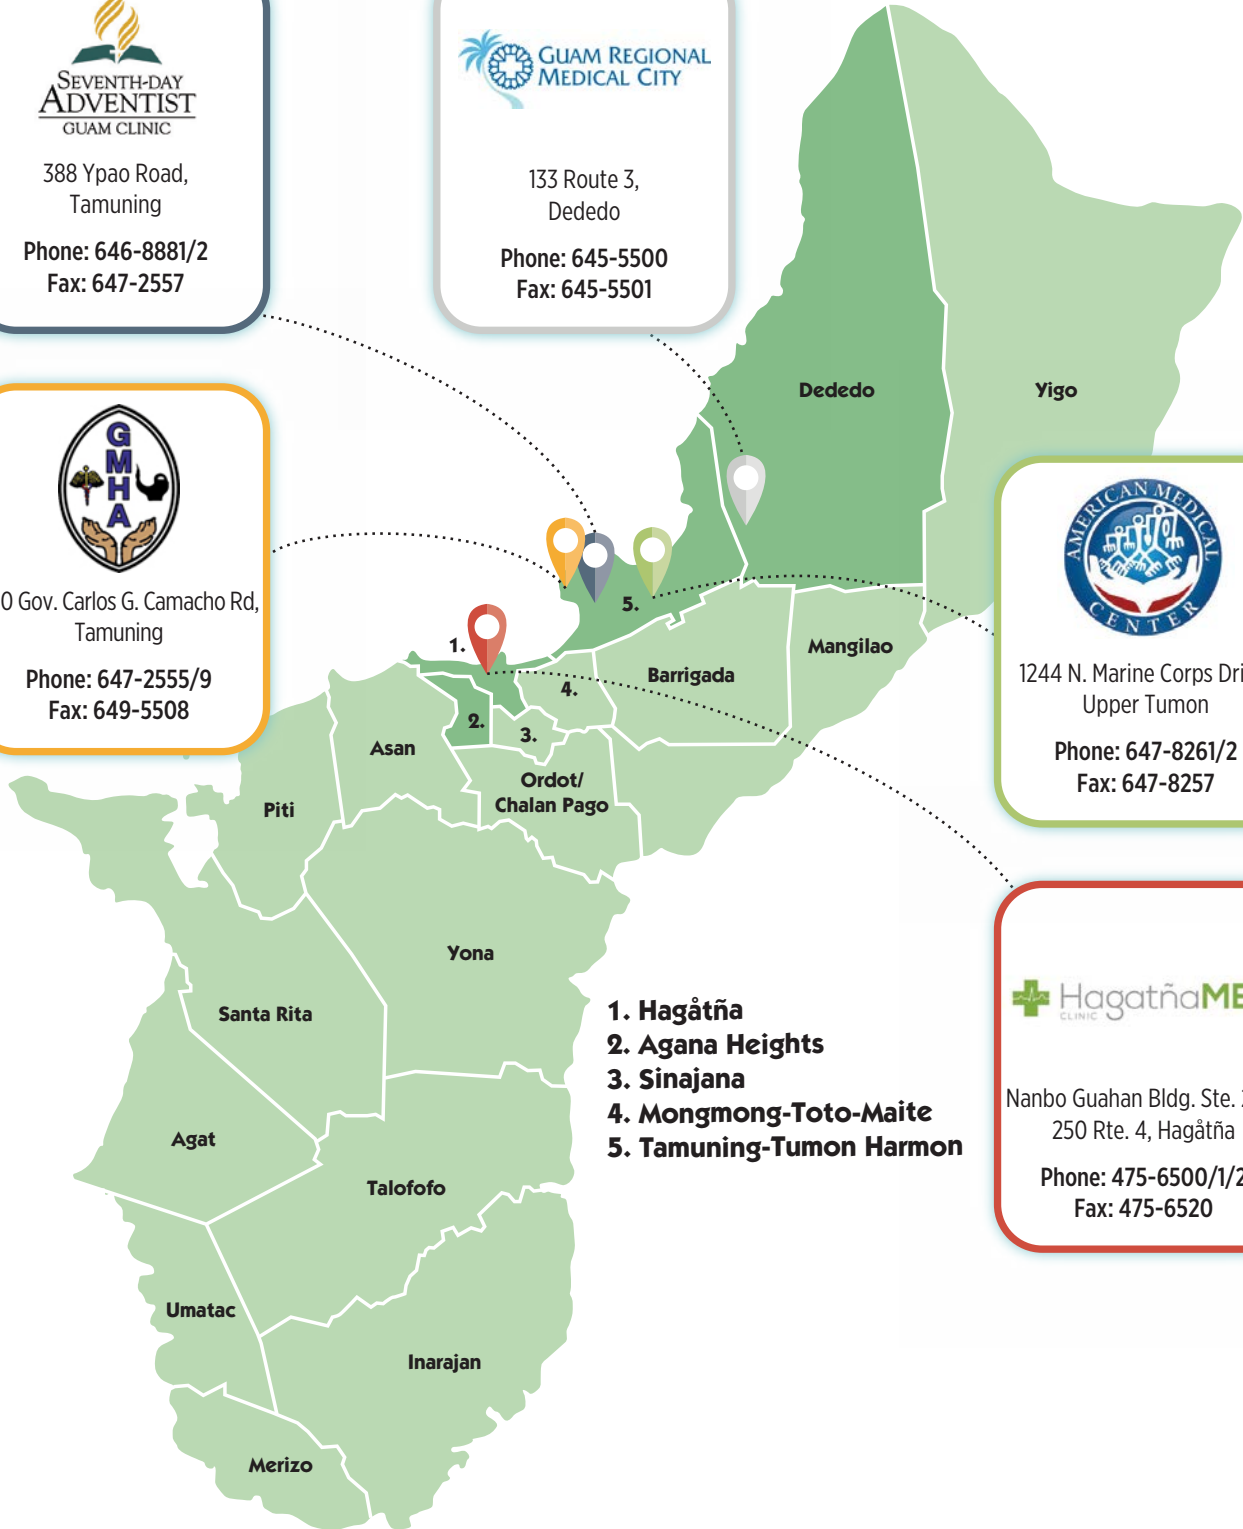 SEVENTH-DAY
ADVENTIST
GUAM CLINIC
388 Ypao Road,
Tamuning
Phone: 646-8881/2
Fax: 647-2557
GUAM REGIONAL
MEDICAL CITY
133 Route 3,
Dededo
Phone: 645-5500
Fax: 645-5501
GMHA
Gov. Carlos G. Camacho Rd,
Tamuning
Phone: 647-2555/9
Fax: 649-5508
AMERICAN MEDICAL
CENTER
1244 N. Marine Corps
Upper Tumon
Phone: 647-8261/2
Fax: 647-8257
Hagatña
CLINIC
Nanbo Guahan Bldg. Ste.
250 Rte. 4, Hagåtña
Phone: 475-6500/1/2
Fax: 475-6520
Dededo
Yigo
5.
1.
Mangilao
Barrigada
4.
2.
3.
Asan
Ordot/
Chalan Pago
Piti
Yona
Santa Rita
Agat
Talofofo
Umatac
Inarajan
Merizo
1. Hagåtña
2. Agana Heights
3. Sinajana
4. Mongmong-Toto-Maite
5. Tamuning-Tumon Harmon